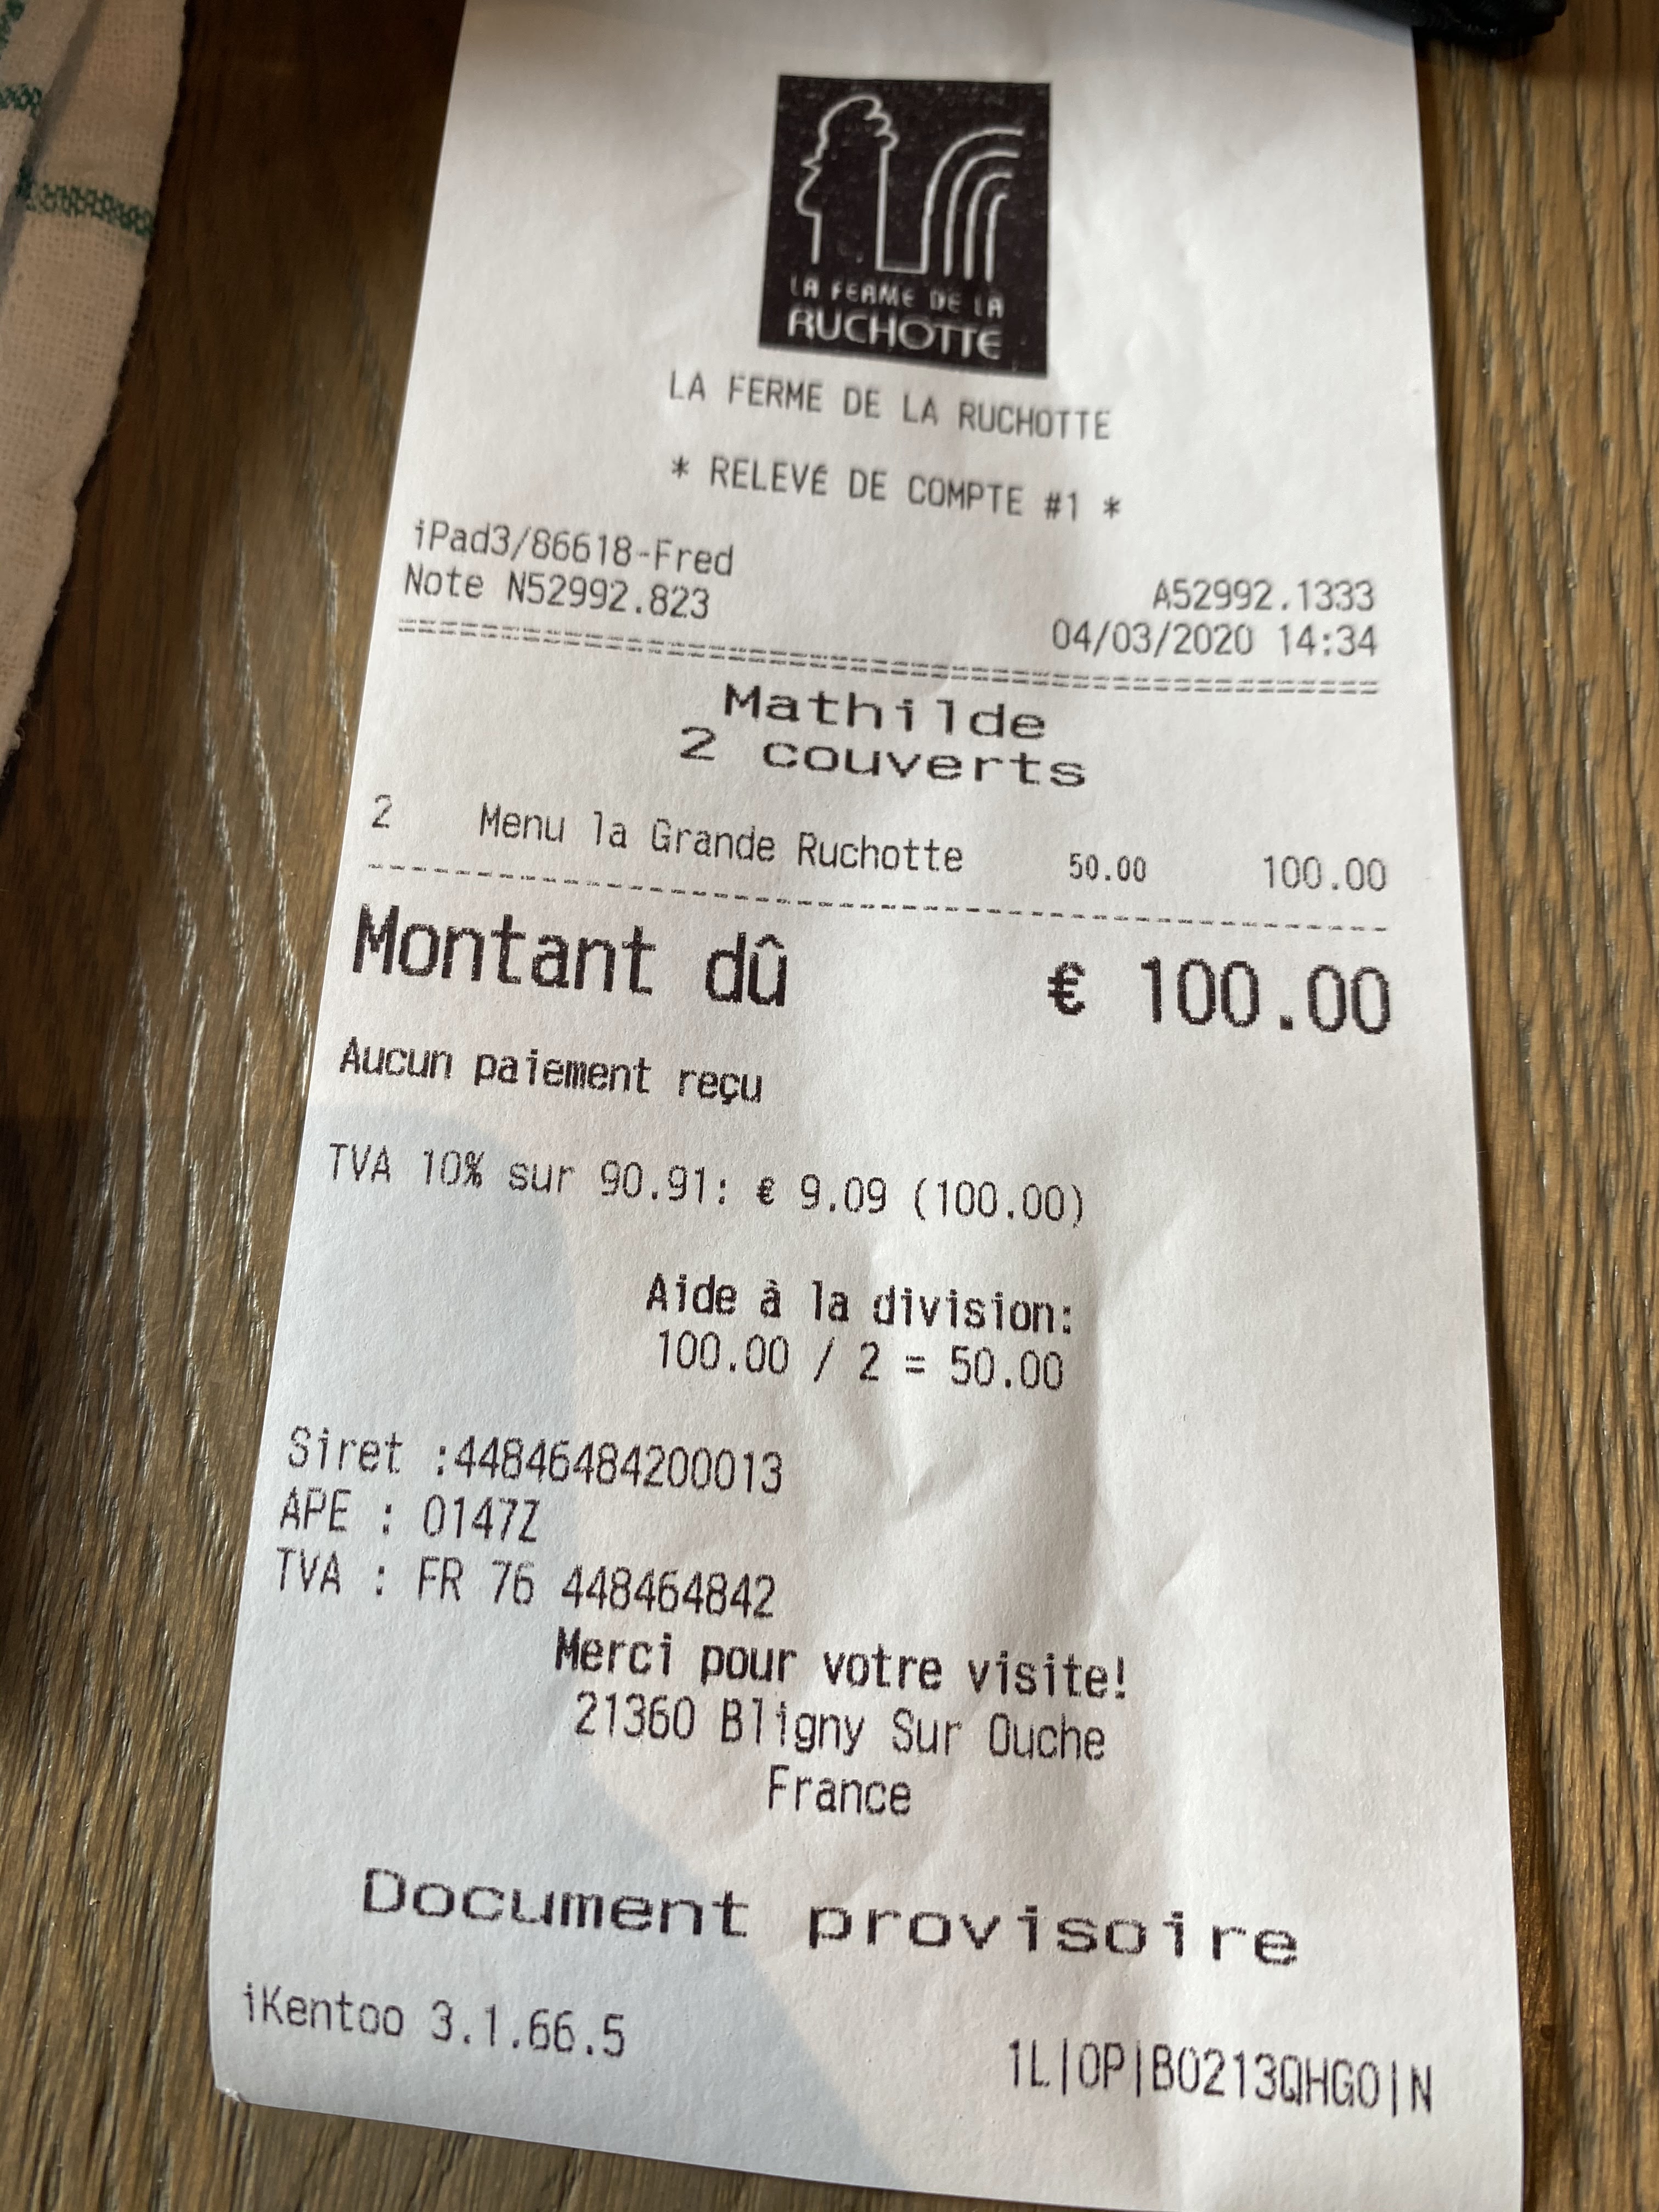 LA FERME DE LA
RUCHOTTE
LA FERME DE LA RUCHOTTE
* RELEVÉ DE COMPTE #1 *
iPad3/86618-Fred
Note N52992.823 A52992.1333
04/03/2020 14:34
Mathilde
2 couverts
2 Menu la Grande Ruchotte 50.00 100.00
Montant dû € 100.00
Aucun paiement reçu
TVA 10% sur 90.91: € 9.09 (100.00)
Aide à la division:
100.00 / 2 = 50.00
Siret :44846484200013
APE : 0147Z
TVA : FR 76 448464842
Merci pour votre visite!
21360 Bligny Sur Ouche
France
Document provisoire
iKentoo 3.1.66.5
1L|OP|BO213QHGO|N